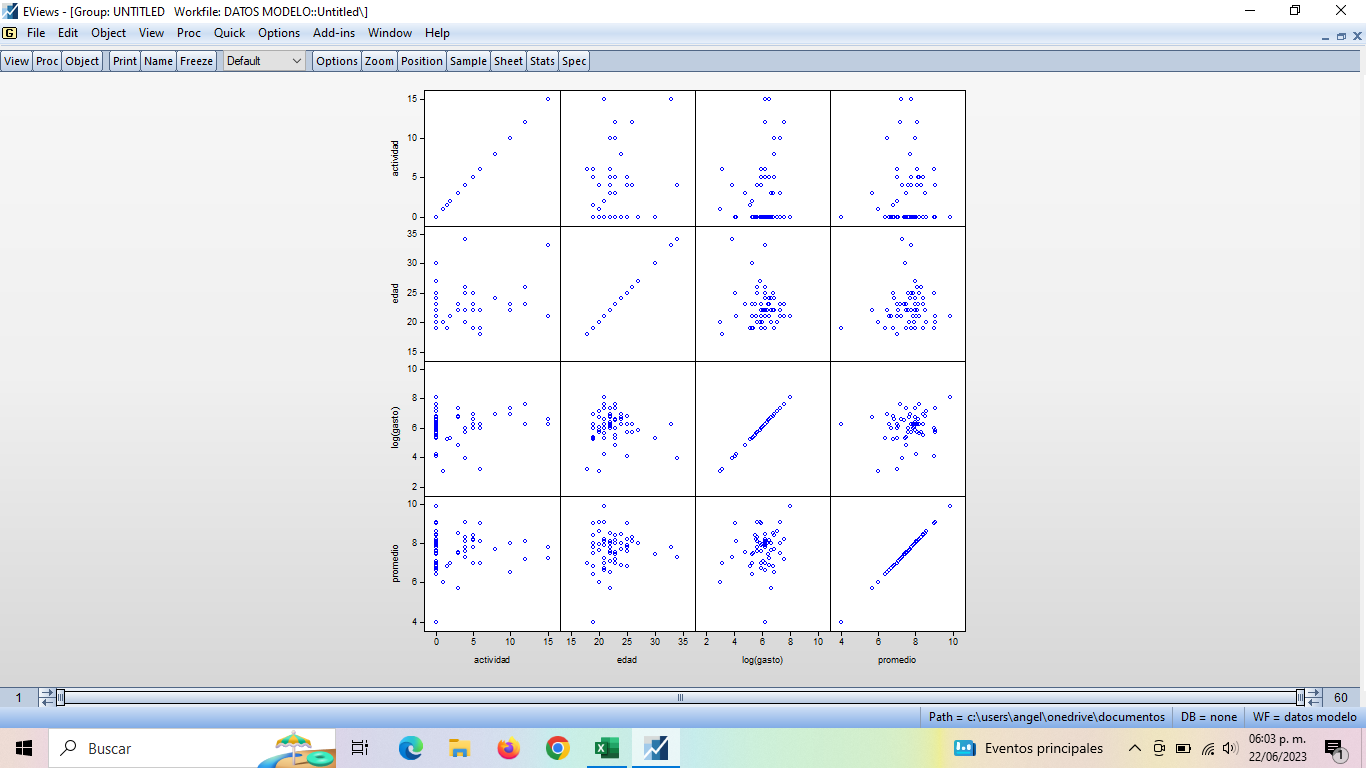 EViews - [Group: UNTITLED   Workfile: DATOS MODELO::Untitled\]
G File Edit Object View Proc Quick Options Add-ins Window Help
View Proc Object Print Name Freeze Default Options Zoom Position Sample Sheet Stats Spec
15
10
5
0
actividad
35
30
25
20
15
edad
10
8
6
4
2
log(gasto)
10
8
6
4
promedio
0 5 10 15 15 20 25 30 35 2 4 6 8 10 4 6 8 10
actividad edad log(gasto) promedio
1 60
Path = c:\users\angel\onedrive\documentos DB = none WF = datos modelo
Buscar Eventos principales 06:03 p. m.
22/06/2023 1